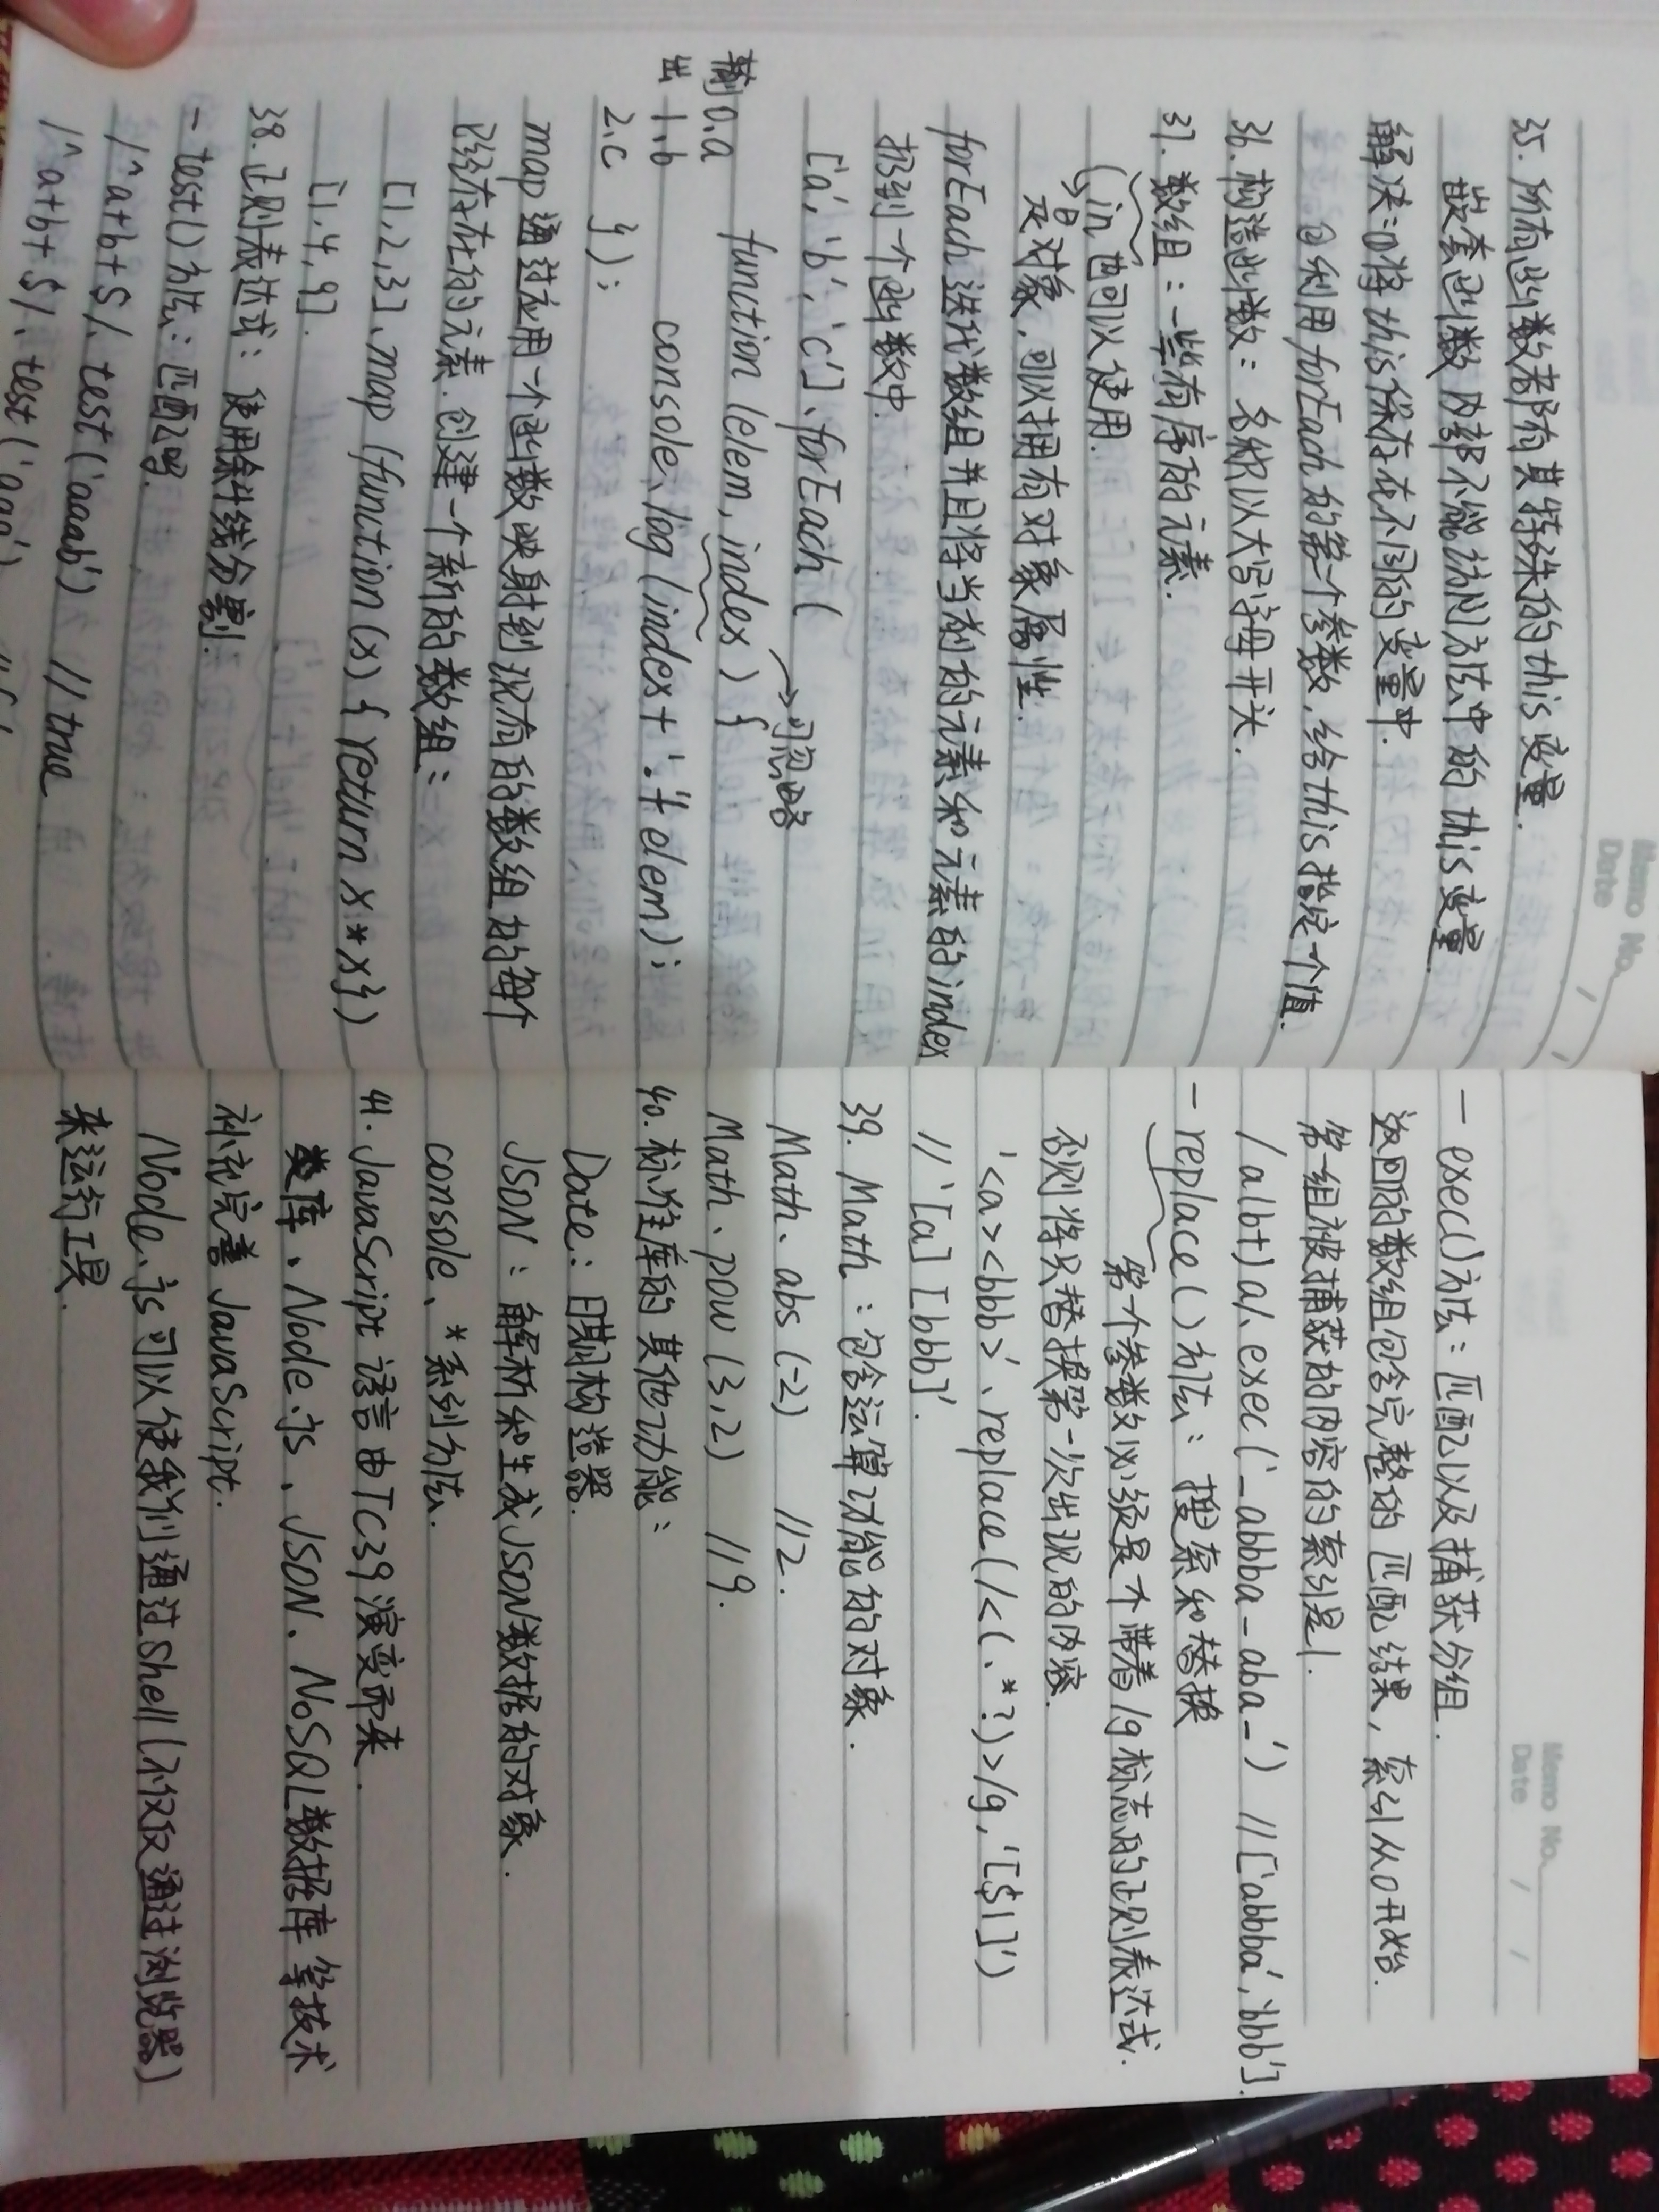 Memo No.
Date / /
35. 所有函数都有其特殊的this变量.
嵌套函数内部不能访问方法中的this变量
解决:①将this保存在不同的变量中.
②利用forEach的第二个参数,给this指定个值.
36. 构造函数: 名称以大写字母开头.
37. 数组: 一些有序的元素.
(in也可以使用.
↳是对象,可以拥有对象属性.
forEach迭代数组并且将当前的元素和元素的index
扔到一个函数中.
['a', 'b', 'c'].forEach(
→可忽略
function (elem, index) {
console.log(index + '.' + elem);
});
输出
0.a
1.b
2.c
map通过应用一个函数映射到现有的数组的每个
已经存在的元素.创建一个新的数组:
[1,2,3].map (function (x) { return x*x})
[1,4,9].
38. 正则表达式: 使用斜线分割.
- test()方法: 匹配吗.
/^a+b+$/.test('aaab') //true
/^a+b+$/.test('aaa')
Memo No.
Date / /
- exec()方法: 匹配以及捕获分组.
返回的数组包含完整的匹配结果, 索引从0开始.
第一组被捕获的内容的索引是1.
/a(b+)a/.exec('_abbba_aba_') //['abbba','bbb'].
- replace()方法: 搜索和替换
第一个参数必须是个带着/g标志的正则表达式.
否则将只替换第一次出现的内容.
'<a><bbb>'.replace(/<(.*?)>/g,'[$1]')
//'[a][bbb]'.
39. Math: 包含运算功能的对象.
Math.abs(-2) //2.
Math.pow(3,2) //9.
40. 标准库的其他功能:
Date: 日期构造器.
JSON: 解析和生成JSON数据的对象.
console.*系列方法.
41. JavaScript语言由TC39演变而来.
类库、Node.js、JSON、NoSQL数据库等技术
补充完善 JavaScript.
Node.js可以使我们通过Shell(不仅仅通过浏览器)
来运行工具.